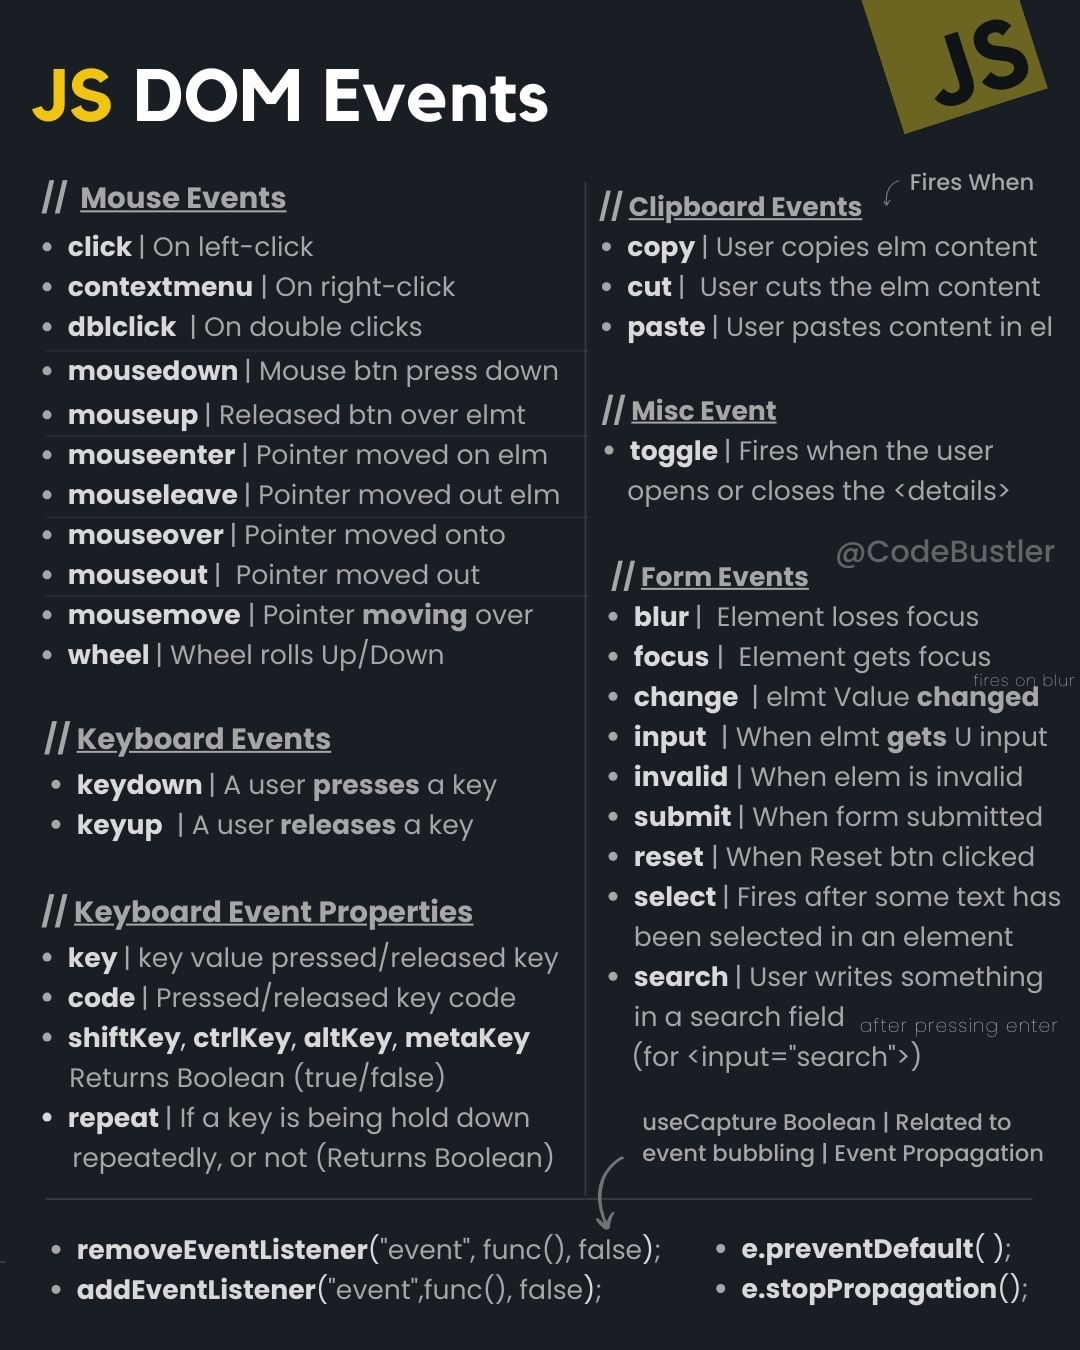 JS DOM Events
JS
// Mouse Events
• click | On left-click
• contextmenu | On right-click
• dblclick | On double clicks
• mousedown | Mouse btn press down
• mouseup | Released btn over elmt
• mouseenter | Pointer moved on elm
• mouseleave | Pointer moved out elm
• mouseover | Pointer moved onto
• mouseout | Pointer moved out
• mousemove | Pointer moving over
• wheel | Wheel rolls Up/Down
// Keyboard Events
• keydown | A user presses a key
• keyup | A user releases a key
// Keyboard Event Properties
• key | key value pressed/released key
• code | Pressed/released key code
• shiftKey, ctrlKey, altKey, metaKey
Returns Boolean (true/false)
• repeat | If a key is being hold down
repeatedly, or not (Returns Boolean)
Fires When
// Clipboard Events
• copy | User copies elm content
• cut | User cuts the elm content
• paste | User pastes content in el
// Misc Event
• toggle | Fires when the user
opens or closes the <details>
@CodeBustler
// Form Events
• blur | Element loses focus
• focus | Element gets focus
fires on blur
• change | elmt Value changed
• input | When elmt gets U input
• invalid | When elem is invalid
• submit | When form submitted
• reset | When Reset btn clicked
• select | Fires after some text has
been selected in an element
• search | User writes something
in a search field
after pressing enter
(for <input="search">)
useCapture Boolean | Related to
event bubbling | Event Propagation
• removeEventListener("event", func(), false);
• addEventListener("event",func(), false);
• e.preventDefault( );
• e.stopPropagation();